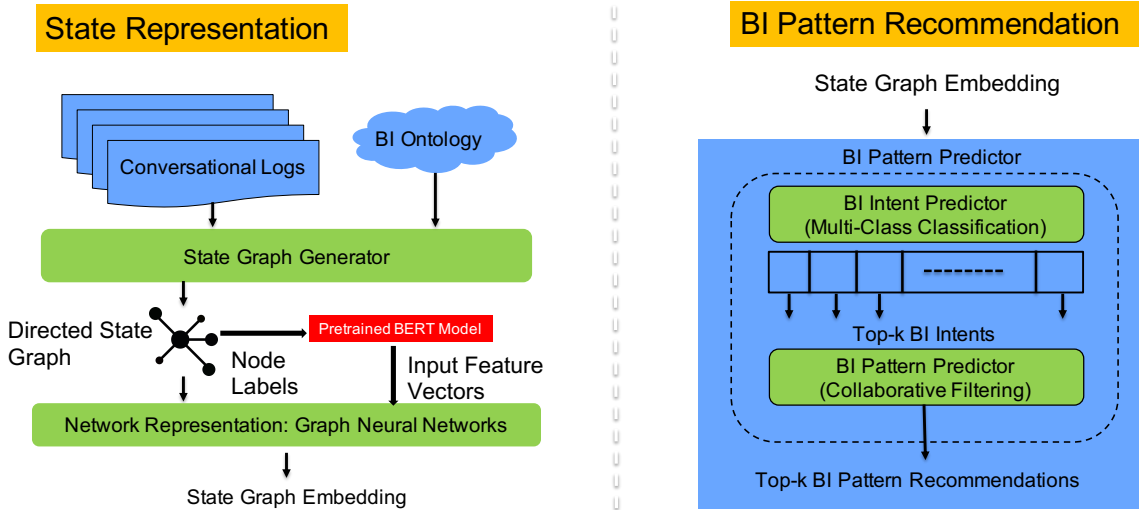 State Representation
Conversational Logs
BI Ontology
State Graph Generator
Directed State
Graph
Node
Labels
Pretrained BERT Model
Input Feature
Vectors
Network Representation: Graph Neural Networks
State Graph Embedding
BI Pattern Recommendation
State Graph Embedding
BI Pattern Predictor
BI Intent Predictor
(Multi-Class Classification)
Top-k BI Intents
BI Pattern Predictor
(Collaborative Filtering)
Top-k BI Pattern Recommendations